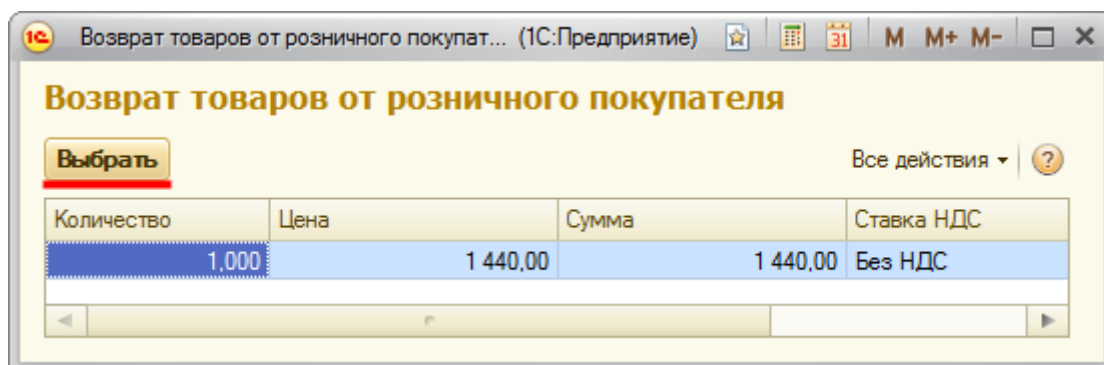 1С Возврат товаров от розничного покупат... (1С:Предприятие) 31 M M+ M-
Возврат товаров от розничного покупателя
Выбрать Все действия ?
Количество Цена Сумма Ставка НДС
1,000 1 440,00 1 440,00 Без НДС